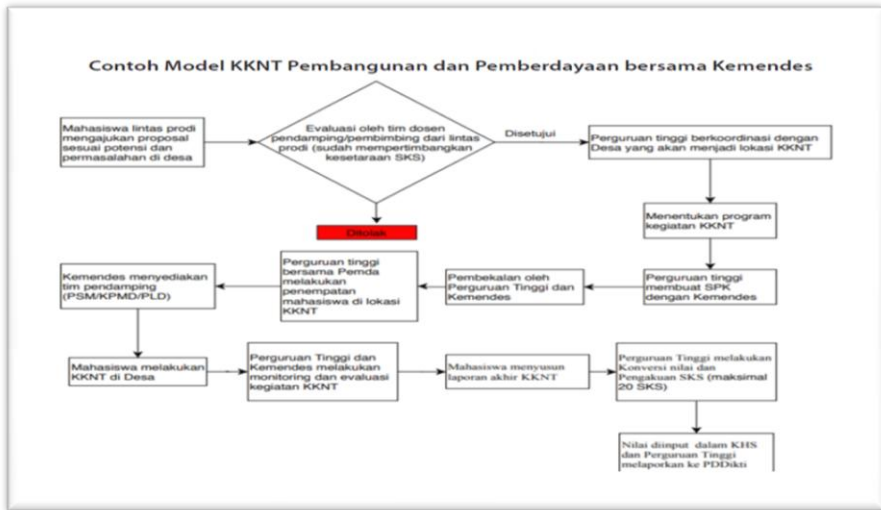 Contoh Model KKNT Pembangunan dan Pemberdayaan bersama Kemendes
Mahasiswa lintas prodi
mengajukan proposal
sesuai potensi dan
permasalahan di desa
Evaluasi oleh tim dosen
pendamping/pembimbing dari lintas
prodi (sudah mempertimbangkan
kesetaraan SKS)
Disetujui
Perguruan tinggi berkoordinasi dengan
Desa yang akan menjadi lokasi KKNT
Ditolak
Menentukan program
kegiatan KKNT
Perguruan tinggi
membuat SPK
dengan Kemendes
Pembekalan oleh
Perguruan Tinggi dan
Kemendes
Perguruan tinggi
bersama Pemda
melakukan
penempatan
mahasiswa di lokasi
KKNT
Kemendes menyediakan
tim pendamping
(PSM/KPMD/PLD)
Mahasiswa melakukan
KKNT di Desa
Perguruan Tinggi dan
Kemendes melakukan
monitoring dan evaluasi
kegiatan KKNT
Mahasiswa menyusun
laporan akhir KKNT
Perguruan Tinggi melakukan
Konversi nilai dan
Pengakuan SKS (maksimal
20 SKS)
Nilai diinput dalam KHS
dan Perguruan Tinggi
melaporkan ke PDDikti